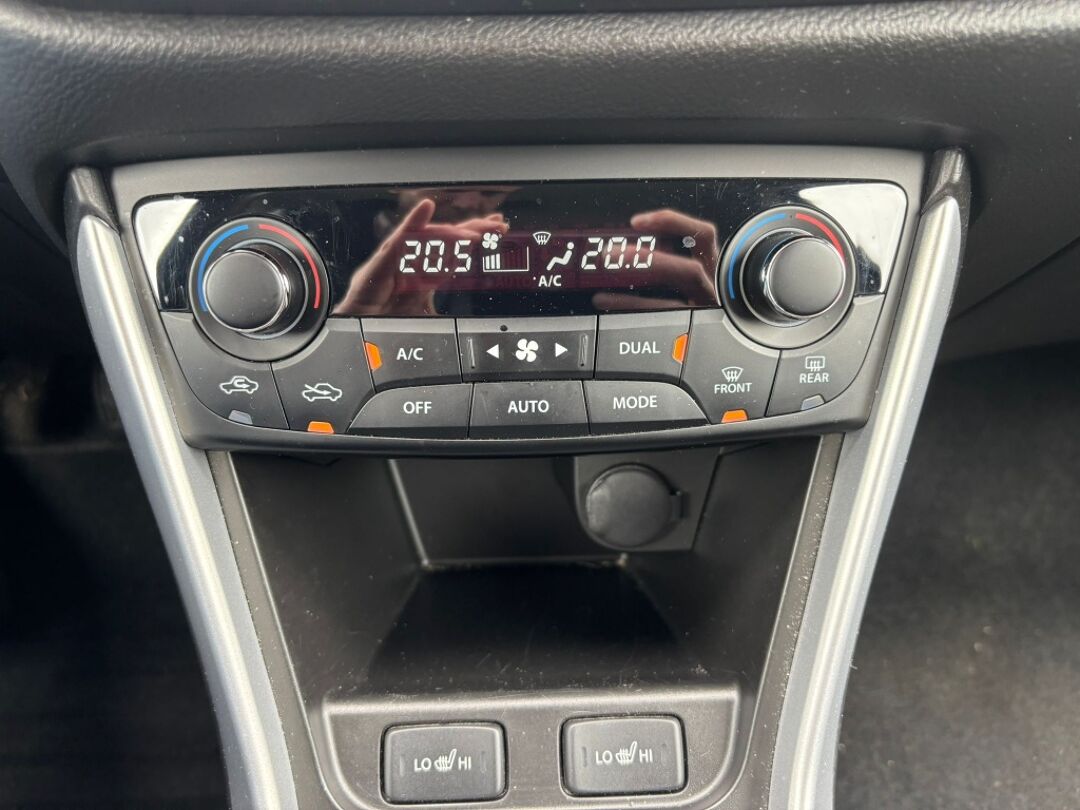 20.5 20.0
A/C
A/C DUAL
OFF AUTO MODE FRONT REAR
LO HI LO HI